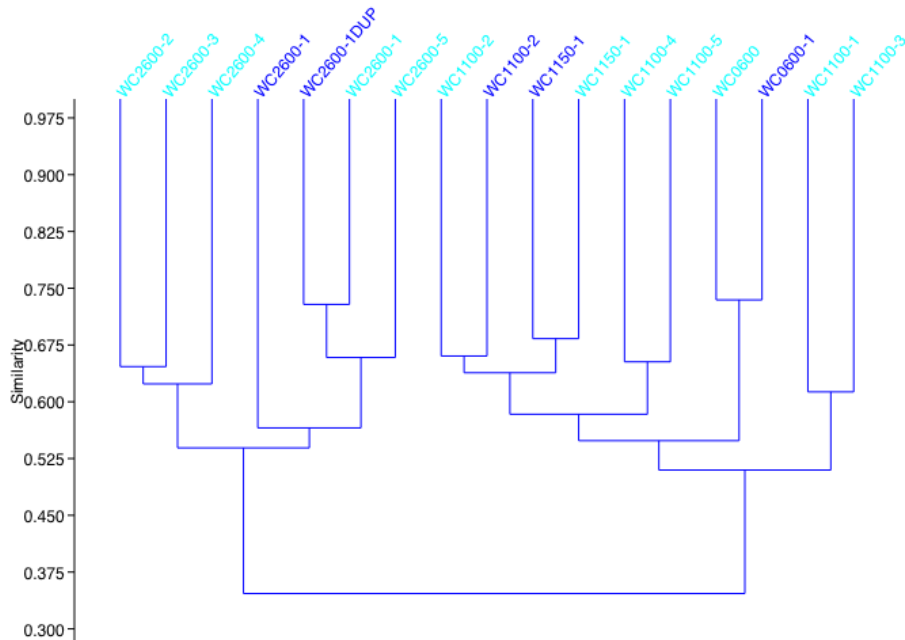 WC2600-2
WC2600-3
WC2600-4
WC2600-1
WC2600-1DUP
WC2600-1
WC2600-5
WC1100-2
WC1100-2
WC1150-1
WC1150-1
WC1100-4
WC1100-5
WC0600
WC0600-1
WC1100-1
WC1100-3
0.975
0.900
0.825
0.750
0.675
0.600
0.525
0.450
0.375
0.300
Similarity